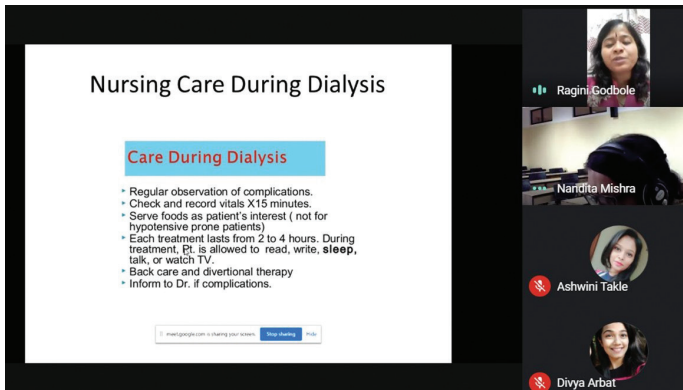 Nursing Care During Dialysis
Care During Dialysis
Regular observation of complications.
Check and record vitals X15 minutes.
Serve foods as patient's interest ( not for
hypotensive prone patients)
Each treatment lasts from 2 to 4 hours. During
treatment, Pt. is allowed to read, write, sleep,
talk, or watch TV.
Back care and divertional therapy
Inform to Dr. if complications.
meet.google.com is sharing your screen. Stop sharing Hide
Ragini Godbole
Nandita Mishra
Ashwini Takle
Divya Arbat